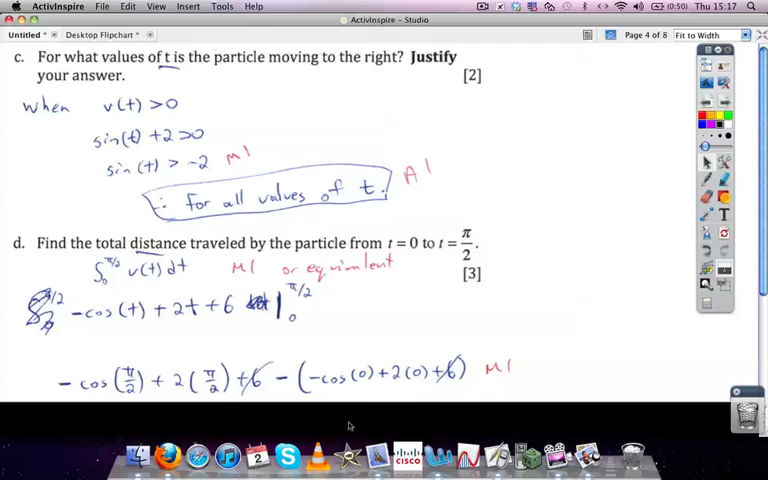 ActivInspire File Edit View Insert Tools Help (0:50) Thu 15:17
ActivInspire - Studio
Untitled * Desktop Flipchart * Page 4 of 8 Fit to Width
c. For what values of t is the particle moving to the right? Justify
your answer. [2]
When v(t) >0
sin(t) +2 >0
sin(t) > -2 M1
∴ For all values of t. A1
d. Find the total distance traveled by the particle from t = 0 to t = π/2.
[3]
∫₀^π/2 v(t) dt M1 or equivalent
-cos(t) + 2t + 6 |₀^π/2
-cos(π/2) + 2(π/2) +6 - (-cos(0) +2(0) +6) M1
2
CISCO